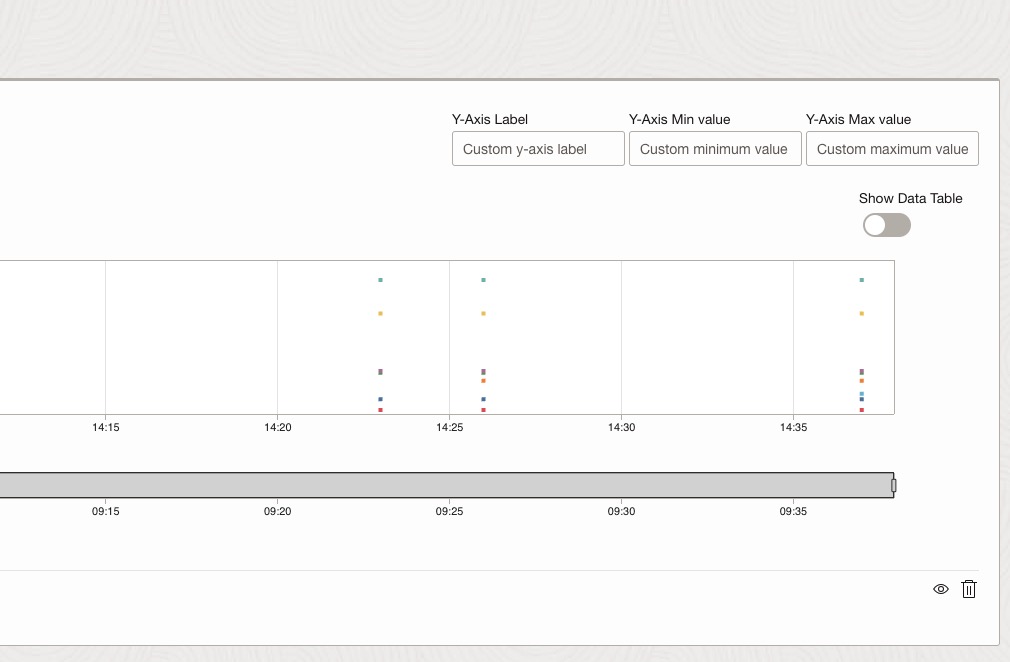 Y-Axis Label Y-Axis Min value Y-Axis Max value
Custom y-axis label Custom minimum value Custom maximum value
Show Data Table
14:15 14:20 14:25 14:30 14:35
09:15 09:20 09:25 09:30 09:35